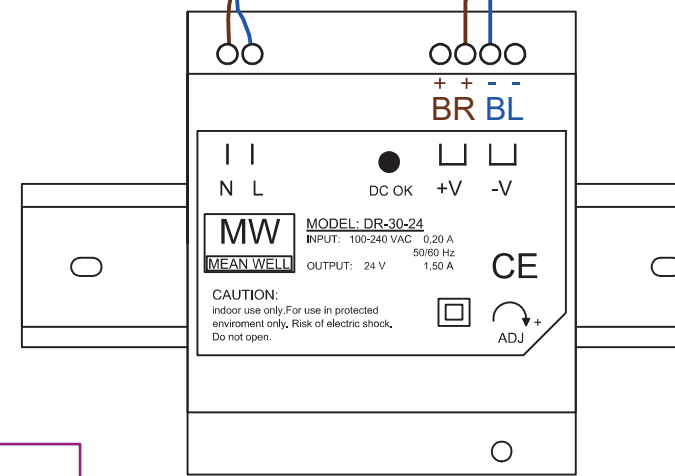 + + - -
BR BL
N L
DC OK +V -V
MW
MEAN WELL
MODEL: DR-30-24
INPUT: 100-240 VAC 0,20 A
50/60 Hz
OUTPUT: 24 V 1,50 A
CE
CAUTION:
indoor use only.For use in protected
enviroment only. Risk of electric shock.
Do not open.
+
ADJ